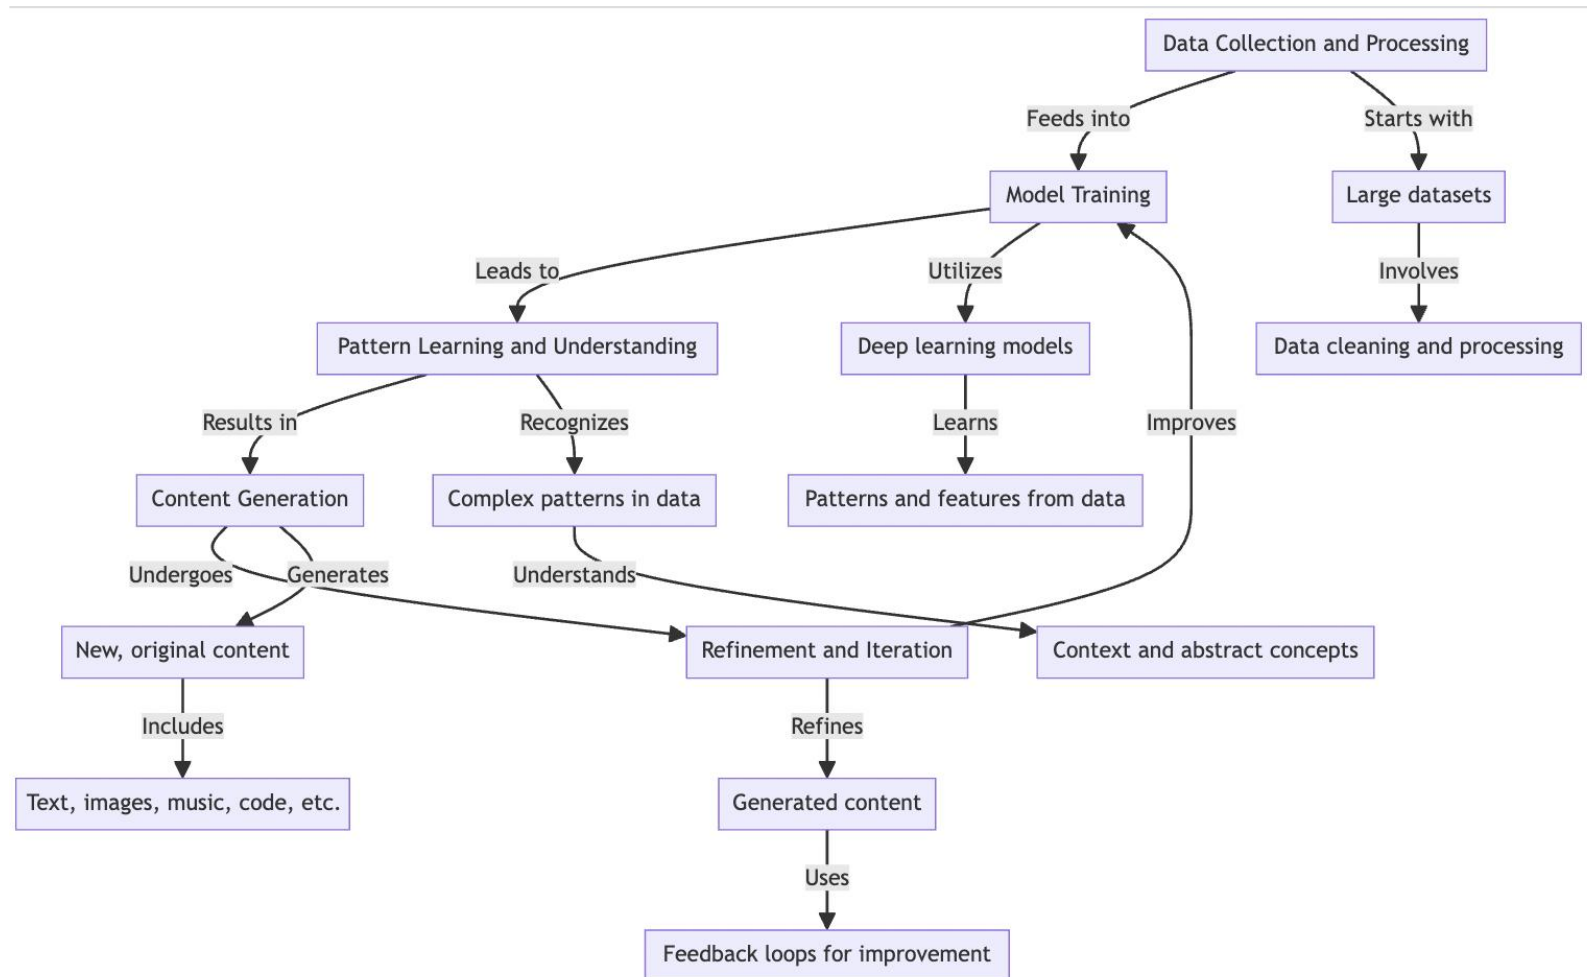 Data Collection and Processing
Feeds into
Starts with
Model Training
Large datasets
Leads to
Utilizes
Involves
Pattern Learning and Understanding
Deep learning models
Data cleaning and processing
Results in
Recognizes
Learns
Improves
Content Generation
Complex patterns in data
Patterns and features from data
Undergoes
Generates
Understands
New, original content
Refinement and Iteration
Context and abstract concepts
Includes
Refines
Text, images, music, code, etc.
Generated content
Uses
Feedback loops for improvement